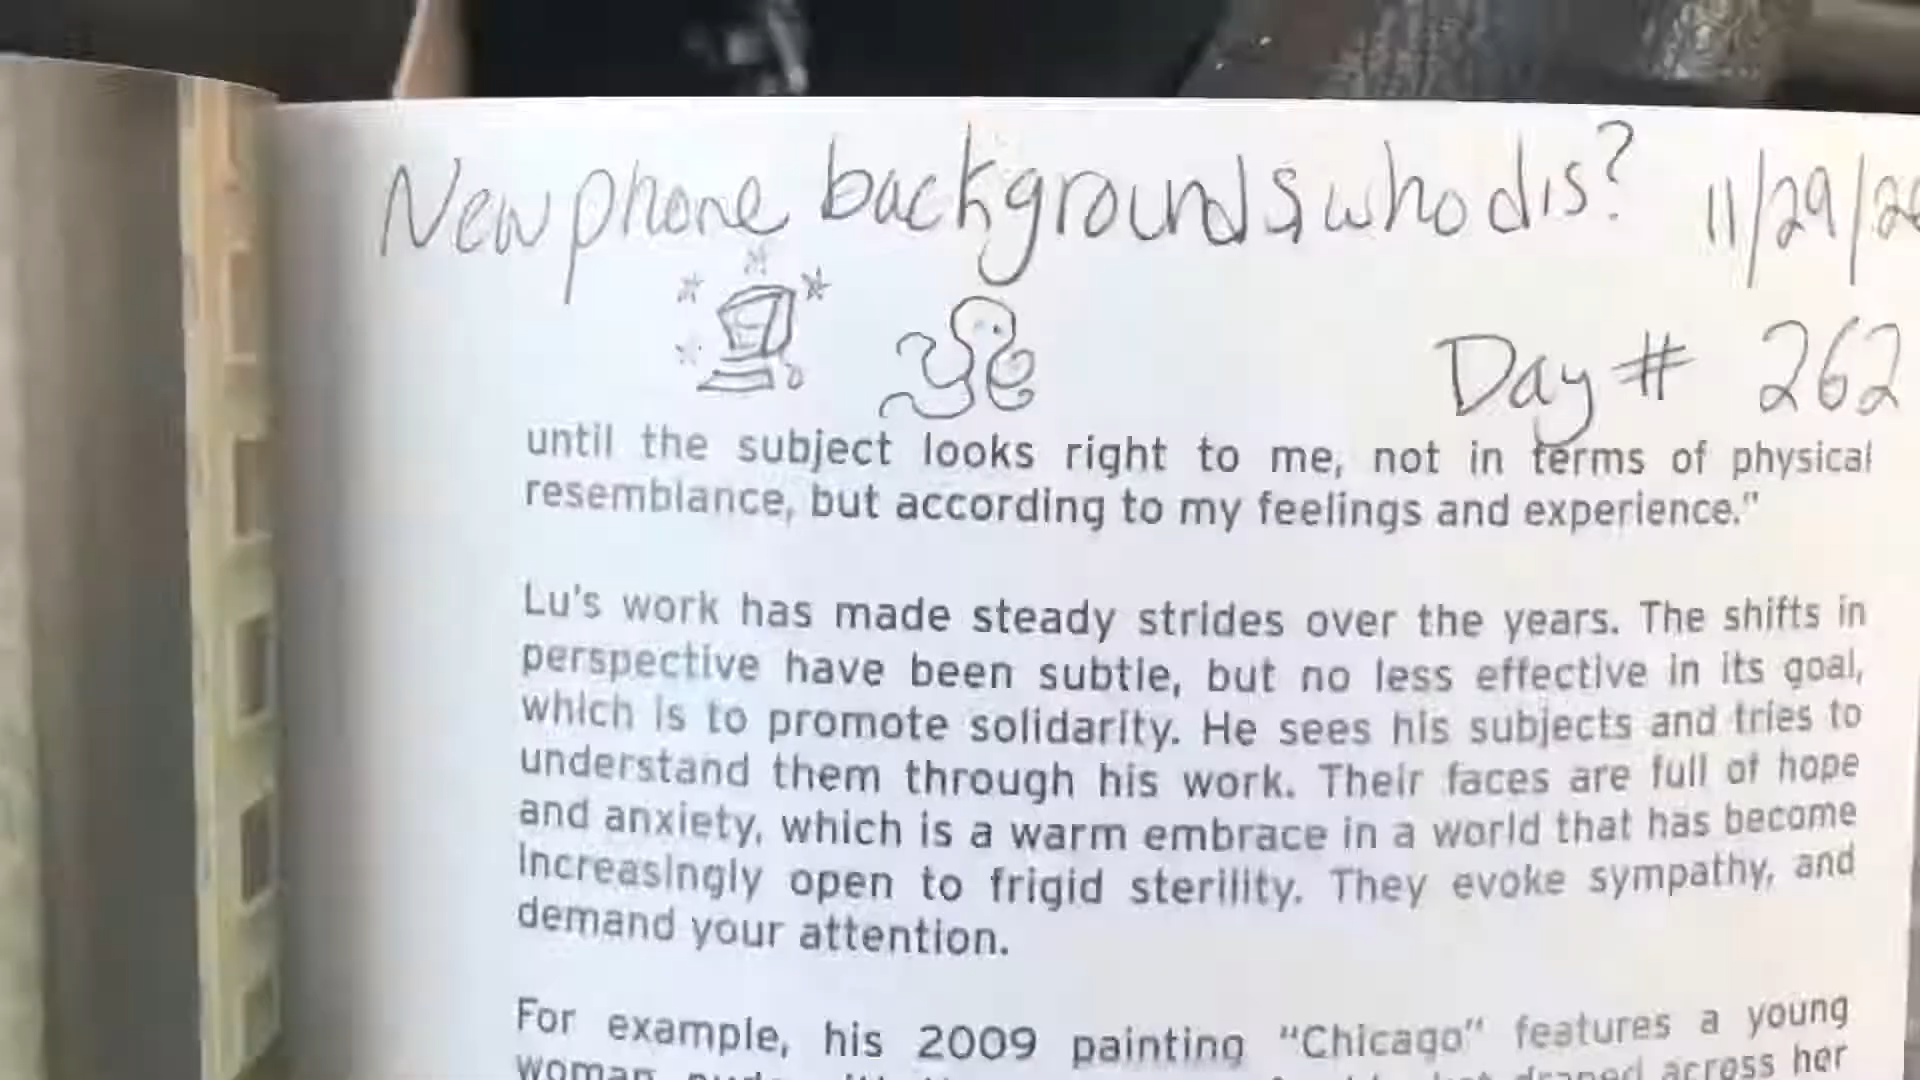 New phone backgrounds, who dis? 11/29/20
Day # 262
until the subject looks right to me, not in terms of physical
resemblance, but according to my feelings and experience."
Lu's work has made steady strides over the years. The shifts in
perspective have been subtle, but no less effective in its goal,
which is to promote solidarity. He sees his subjects and tries to
understand them through his work. Their faces are full of hope
and anxiety, which is a warm embrace in a world that has become
increasingly open to frigid sterility. They evoke sympathy, and
demand your attention.
For example, his 2009 painting "Chicago" features a young
woman draped across her